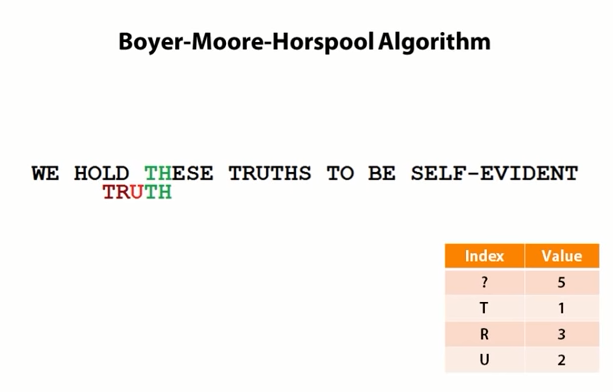 Boyer-Moore-Horspool Algorithm
WE HOLD THESE TRUTHS TO BE SELF-EVIDENT
TRUTH
Index Value
? 5
T 1
R 3
U 2